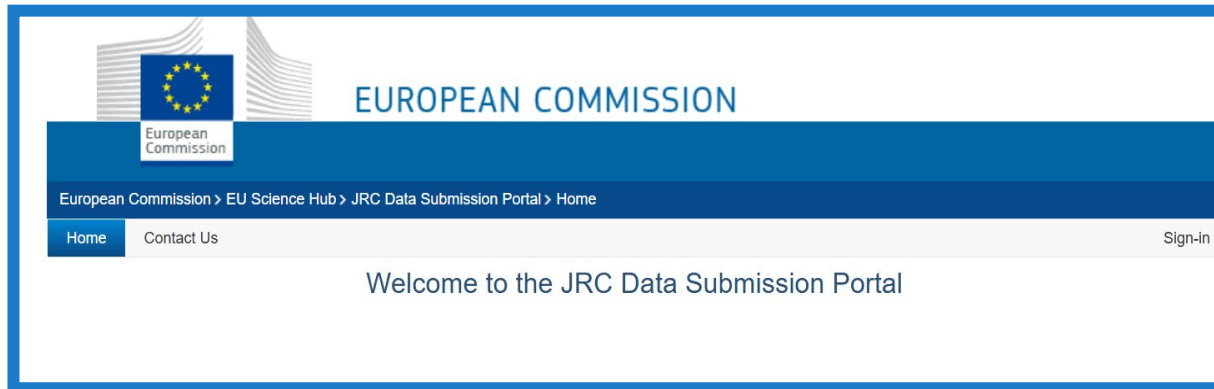 EUROPEAN COMMISSION
European
Commission
European Commission > EU Science Hub > JRC Data Submission Portal > Home
Home Contact Us Sign-in
Welcome to the JRC Data Submission Portal